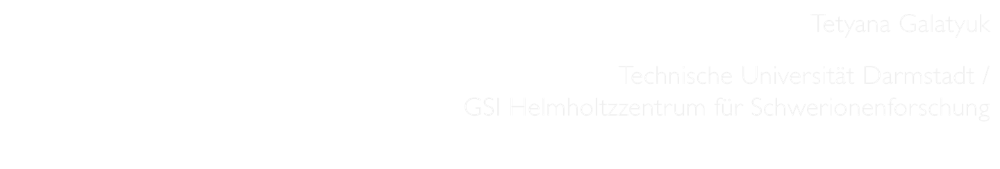 Tetyana Galatyuk
Technische Universität Darmstadt /
GSI Helmholtzzentrum für Schwerionenforschung